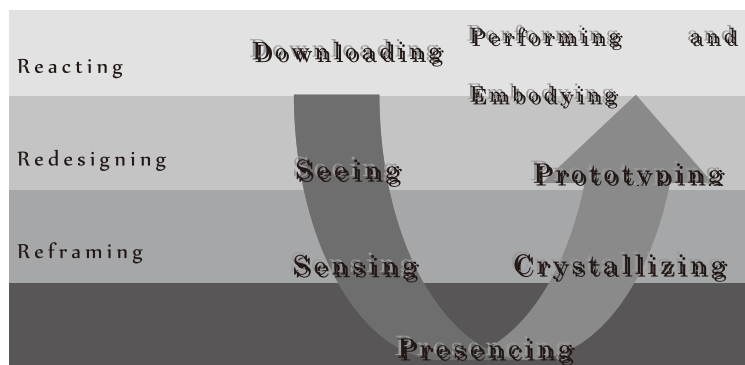 Downloading
Performing and
Embodying
Reacting
Redesigning
Seeing
Prototyping
Reframing
Sensing
Crystallizing
Presencing